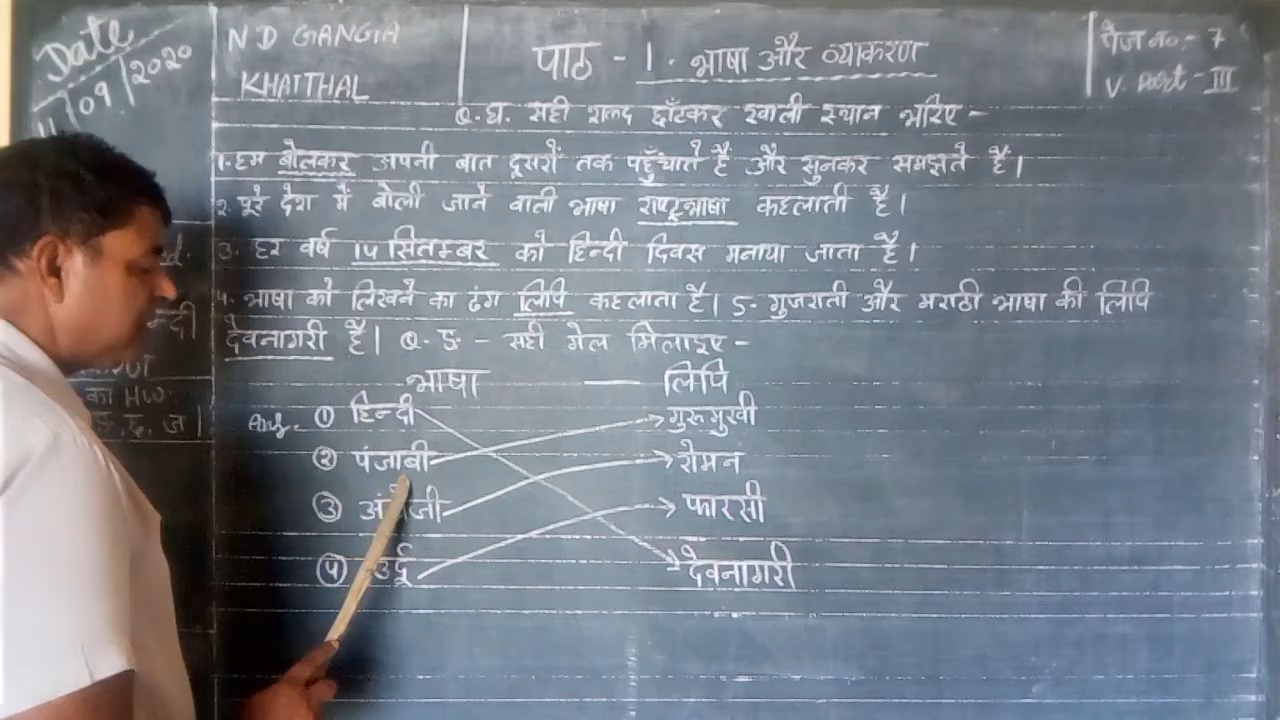 Date
11/09/2020
N D GANGIA
KHAITHAL
पाठ - 1. भाषा और व्याकरण
पेज no:- 7
V. Part - III
Q.घ. सही शब्द छाँटकर खाली स्थान भरिए -
1. हम बोलकर अपनी बात दूसरों तक पहुँचाते है और सुनकर समझते हैं।
2. पूरे देश में बोली जाने वाली भाषा राष्ट्रभाषा कहलाती है।
3. हर वर्ष 14 सितम्बर को हिन्दी दिवस मनाया जाता है।
4. भाषा को लिखने का ढंग लिपि कहलाता है। 5- गुजराती और मराठी भाषा की लिपि
देवनागरी है। Q. ङ - सही मेल मिलाइए -
भाषा — लिपि
Ans. ① हिन्दी गुरूमुखी
② पंजाबी रोमन
③ अंग्रेजी फारसी
④ उर्दू देवनागरी
का HW
ङ, छ, ज।